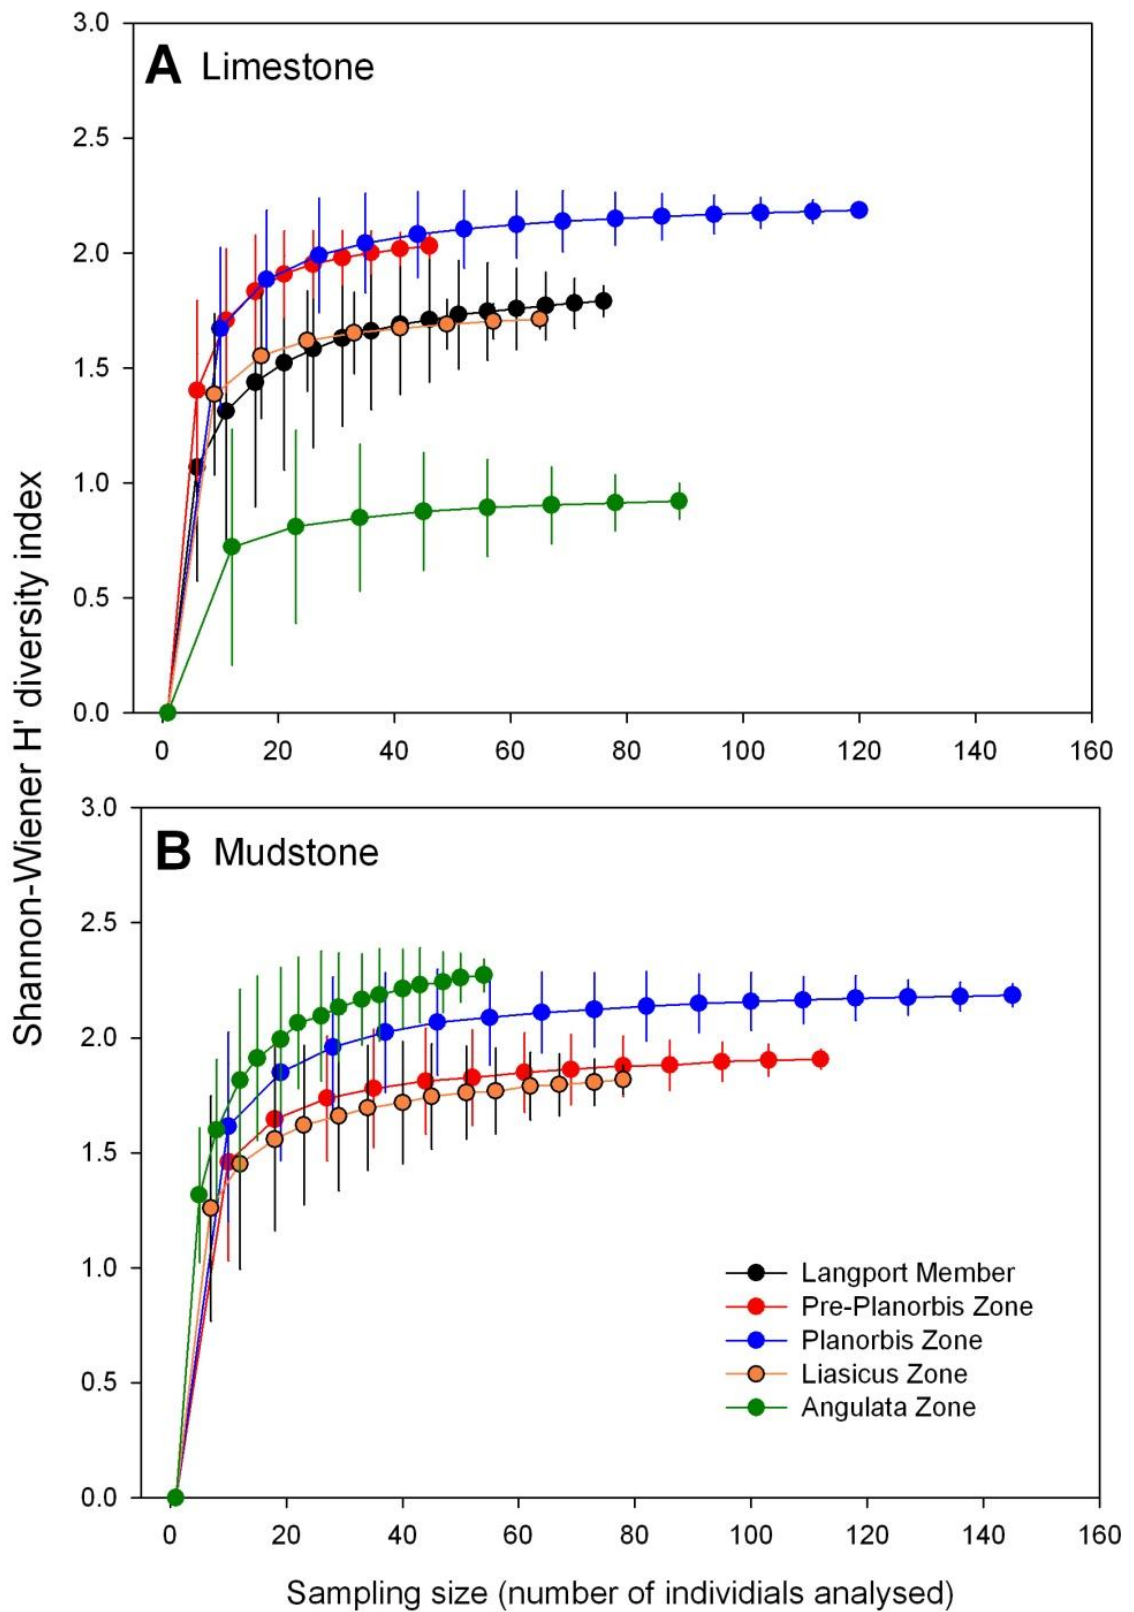 Shannon-Wiener H' diversity index
A Limestone
3.0
2.5
2.0
1.5
1.0
0.5
0.0
0 20 40 60 80 100 120 140 160
B Mudstone
3.0
2.5
2.0
1.5
1.0
0.5
0.0
Langport Member
Pre-Planorbis Zone
Planorbis Zone
Liasicus Zone
Angulata Zone
0 20 40 60 80 100 120 140 160
Sampling size (number of individials analysed)